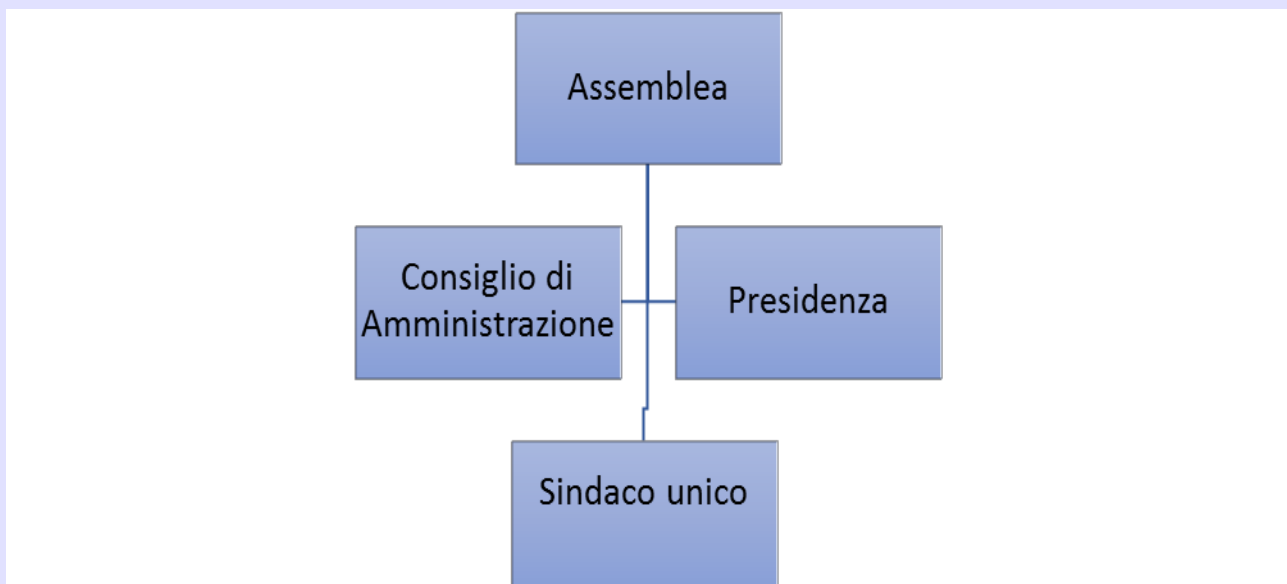 Assemblea
Consiglio di
Amministrazione
Presidenza
Sindaco unico